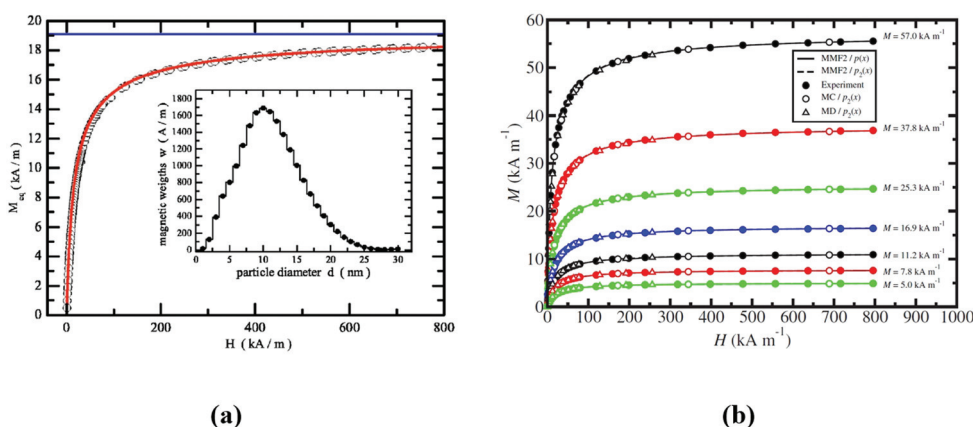 20
18
16
14
12
10
8
6
4
2
0
M eq (kA / m)
0 200 400 600 800
H (kA / m)
1800
1600
1400
1200
1000
800
600
400
200
0
magnetic weigths w (A / m)
0 5 10 15 20 25 30
particle diameter d (nm)
(a)
60
50
40
30
20
10
0
M (kA m⁻¹)
0 100 200 300 400 500 600 700 800 900 1000
H (kA m⁻¹)
MMF2 / p(x)
MMF2 / p₂(x)
Experiment
MC / p₂(x)
MD / p₂(x)
M = 57.0 kA m⁻¹
M = 37.8 kA m⁻¹
M = 25.3 kA m⁻¹
M = 16.9 kA m⁻¹
M = 11.2 kA m⁻¹
M = 7.8 kA m⁻¹
M = 5.0 kA m⁻¹
(b)